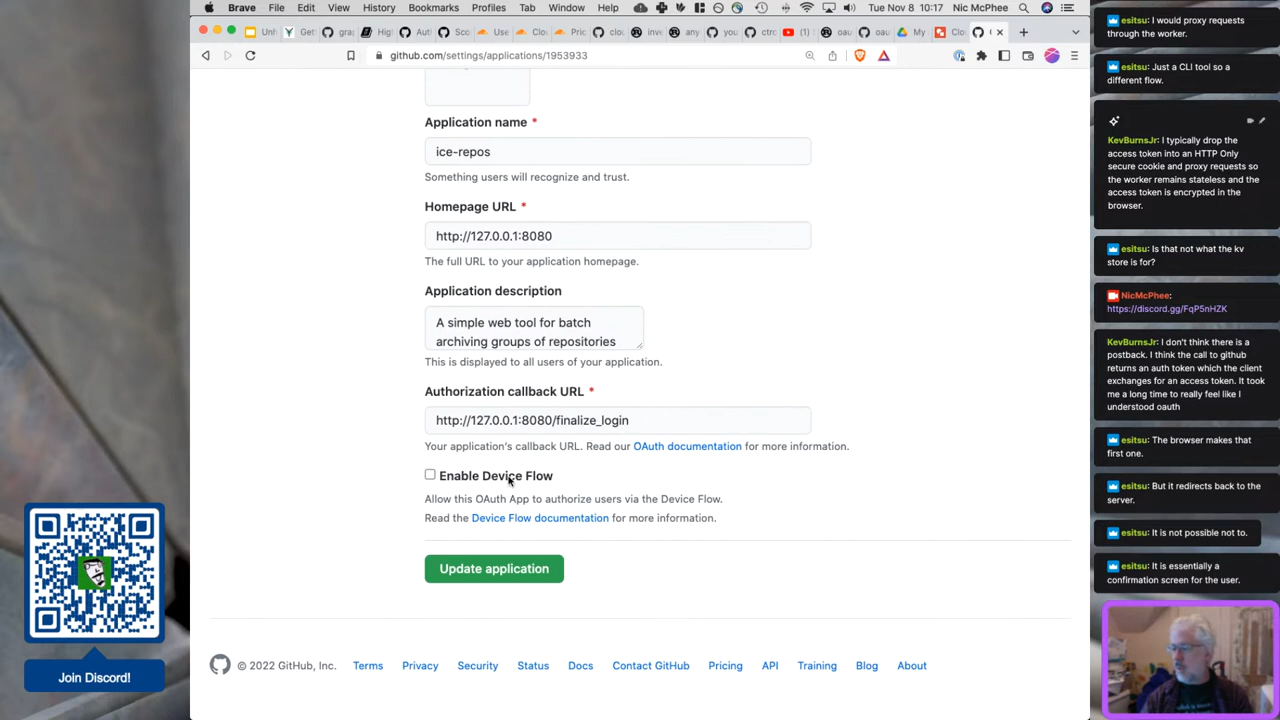 Brave File Edit View History Bookmarks Profiles Tab Window Help Tue Nov 8 10:17 Nic McPhee
github.com/settings/applications/1953933
Application name *
ice-repos
Something users will recognize and trust.
Homepage URL *
http://127.0.0.1:8080
The full URL to your application homepage.
Application description
A simple web tool for batch
archiving groups of repositories
This is displayed to all users of your application.
Authorization callback URL *
http://127.0.0.1:8080/finalize_login
Your application's callback URL. Read our OAuth documentation for more information.
Enable Device Flow
Allow this OAuth App to authorize users via the Device Flow.
Read the Device Flow documentation for more information.
Update application
© 2022 GitHub, Inc. Terms Privacy Security Status Docs Contact GitHub Pricing API Training Blog About
Join Discord!
esitsu: I would proxy requests
through the worker.
esitsu: Just a CLI tool so a
different flow.
KevBurnsJr: I typically drop the
access token into an HTTP Only
secure cookie and proxy requests so
the worker remains stateless and the
access token is encrypted in the
browser.
esitsu: Is that not what the kv
store is for?
NicMcPhee:
https://discord.gg/FqP5nHZK
KevBurnsJr: I don't think there is a
postback. I think the call to github
returns an auth token which the client
exchanges for an access token. It took
me a long time to really feel like I
understood oauth
esitsu: The browser makes that
first one.
esitsu: But it redirects back to the
server.
esitsu: It is not possible not to.
esitsu: It is essentially a
confirmation screen for the user.